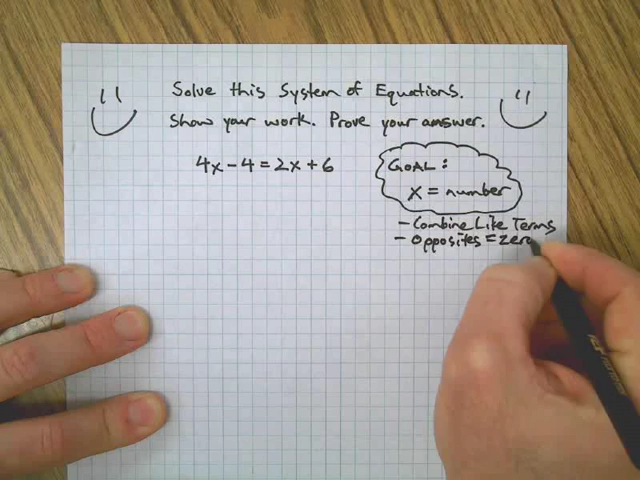 Solve this System of Equations.
Show your work. Prove your answer.
4x - 4 = 2x + 6
GOAL:
x = number
- Combine Like Terms
- Opposites = Zero